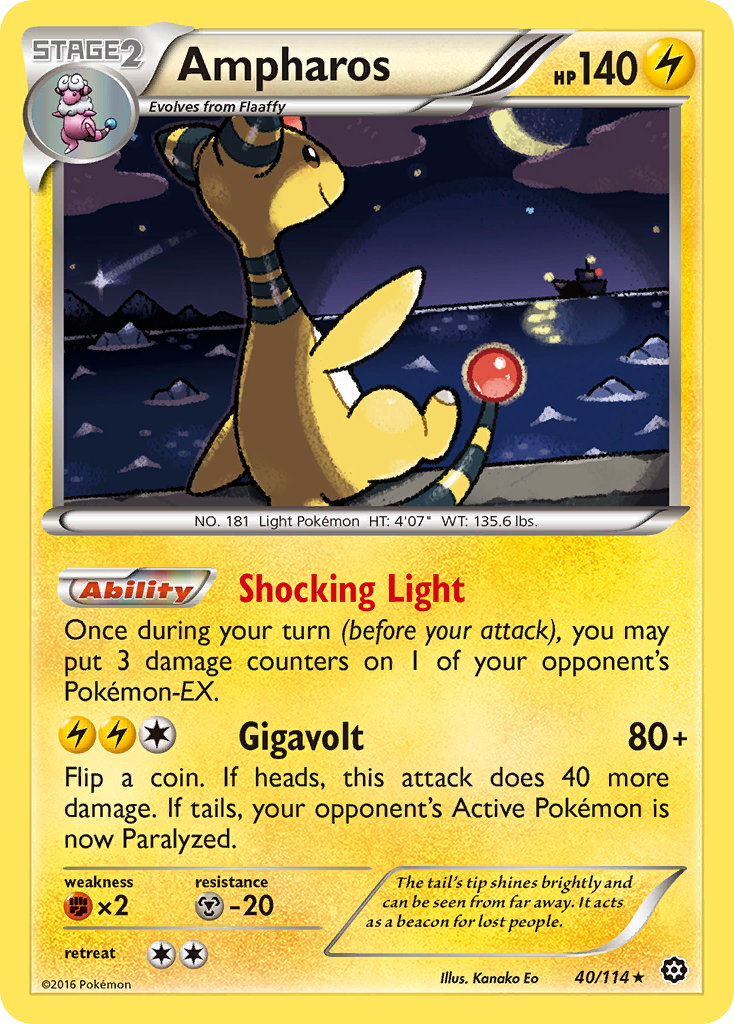 STAGE2
Ampharos
HP140
Evolves from Flaaffy
NO. 181 Light Pokémon HT: 4'07" WT: 135.6 lbs.
Ability Shocking Light
Once during your turn (before your attack), you may
put 3 damage counters on 1 of your opponent's
Pokémon-EX.
Gigavolt 80+
Flip a coin. If heads, this attack does 40 more
damage. If tails, your opponent's Active Pokémon is
now Paralyzed.
weakness resistance
×2 -20
The tail's tip shines brightly and
can be seen from far away. It acts
as a beacon for lost people.
retreat
©2016 Pokémon
Illus. Kanako Eo 40/114★